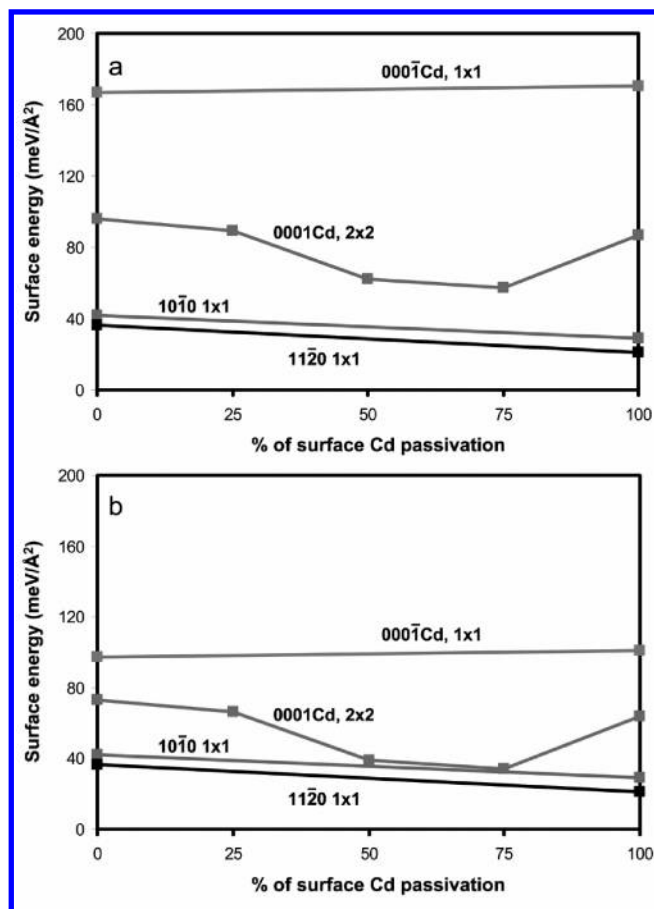 a
200
160
120
80
40
0
Surface energy (meV/Å²)
0001̄Cd, 1x1
0001Cd, 2x2
101̄0 1x1
112̄0 1x1
0 25 50 75 100
% of surface Cd passivation
b
200
160
120
80
40
0
Surface energy (meV/Å²)
0001̄Cd, 1x1
0001Cd, 2x2
101̄0 1x1
112̄0 1x1
0 25 50 75 100
% of surface Cd passivation